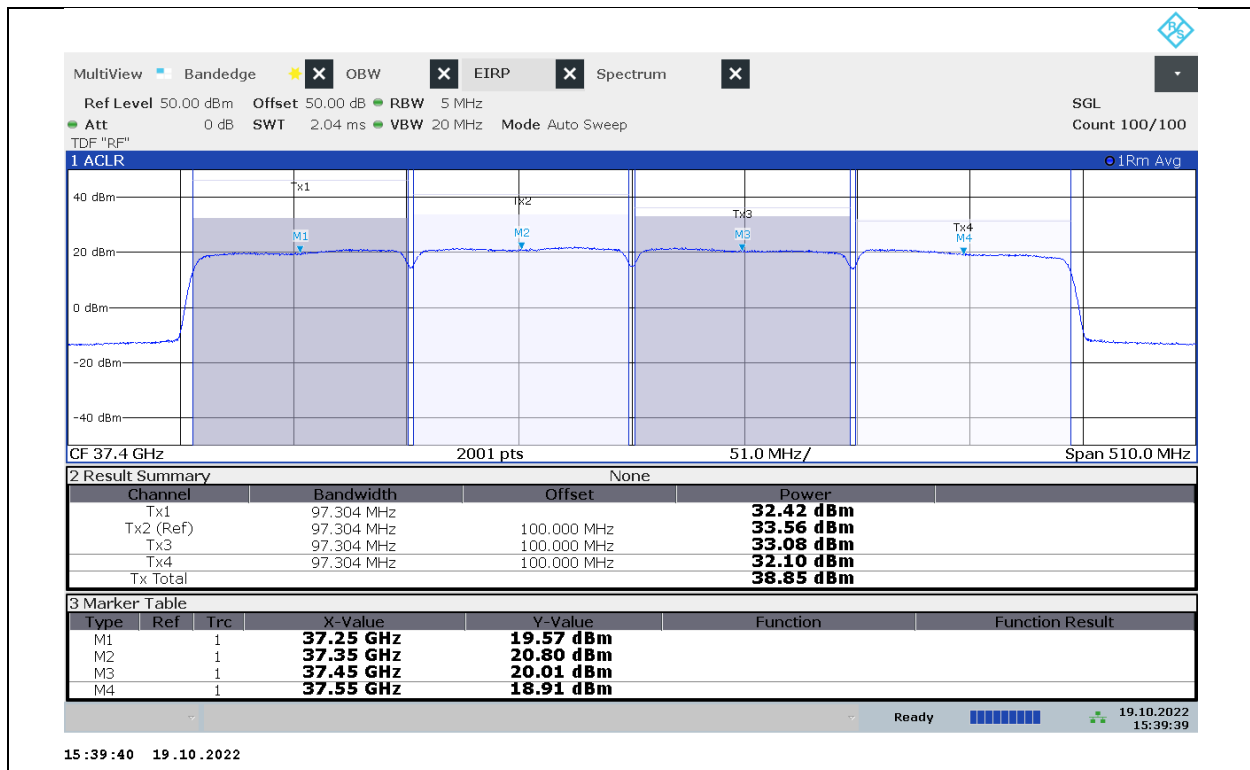 R&S
MultiView Bandedge OBW EIRP Spectrum
Ref Level 50.00 dBm Offset 50.00 dB RBW 5 MHz SGL
Att 0 dB SWT 2.04 ms VBW 20 MHz Mode Auto Sweep Count 100/100
TDF "RF"
1 ACLR 1Rm Avg
Tx1
40 dBm
Tx2
Tx3
Tx4
M1
M2
M3
M4
20 dBm
0 dBm
-20 dBm
-40 dBm
CF 37.4 GHz 2001 pts 51.0 MHz/ Span 510.0 MHz
2 Result Summary None
Channel Bandwidth Offset Power
Tx1 97.304 MHz 32.42 dBm
Tx2 (Ref) 97.304 MHz 100.000 MHz 33.56 dBm
Tx3 97.304 MHz 100.000 MHz 33.08 dBm
Tx4 97.304 MHz 100.000 MHz 32.10 dBm
Tx Total 38.85 dBm
3 Marker Table
Type Ref Trc X-Value Y-Value Function Function Result
M1 1 37.25 GHz 19.57 dBm
M2 1 37.35 GHz 20.80 dBm
M3 1 37.45 GHz 20.01 dBm
M4 1 37.55 GHz 18.91 dBm
Ready 19.10.2022
15:39:39
15:39:40 19.10.2022